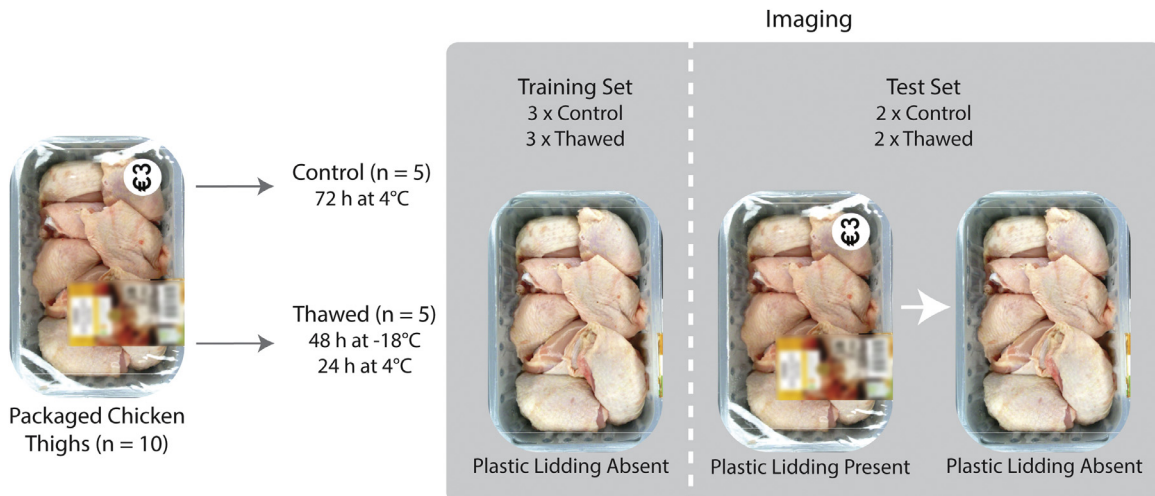 Imaging
Training Set
3 x Control
3 x Thawed
Test Set
2 x Control
2 x Thawed
€3
Control (n = 5)
72 h at 4°C
Thawed (n = 5)
48 h at -18°C
24 h at 4°C
€3
Packaged Chicken
Thighs (n = 10)
Plastic Lidding Absent
Plastic Lidding Present
Plastic Lidding Absent